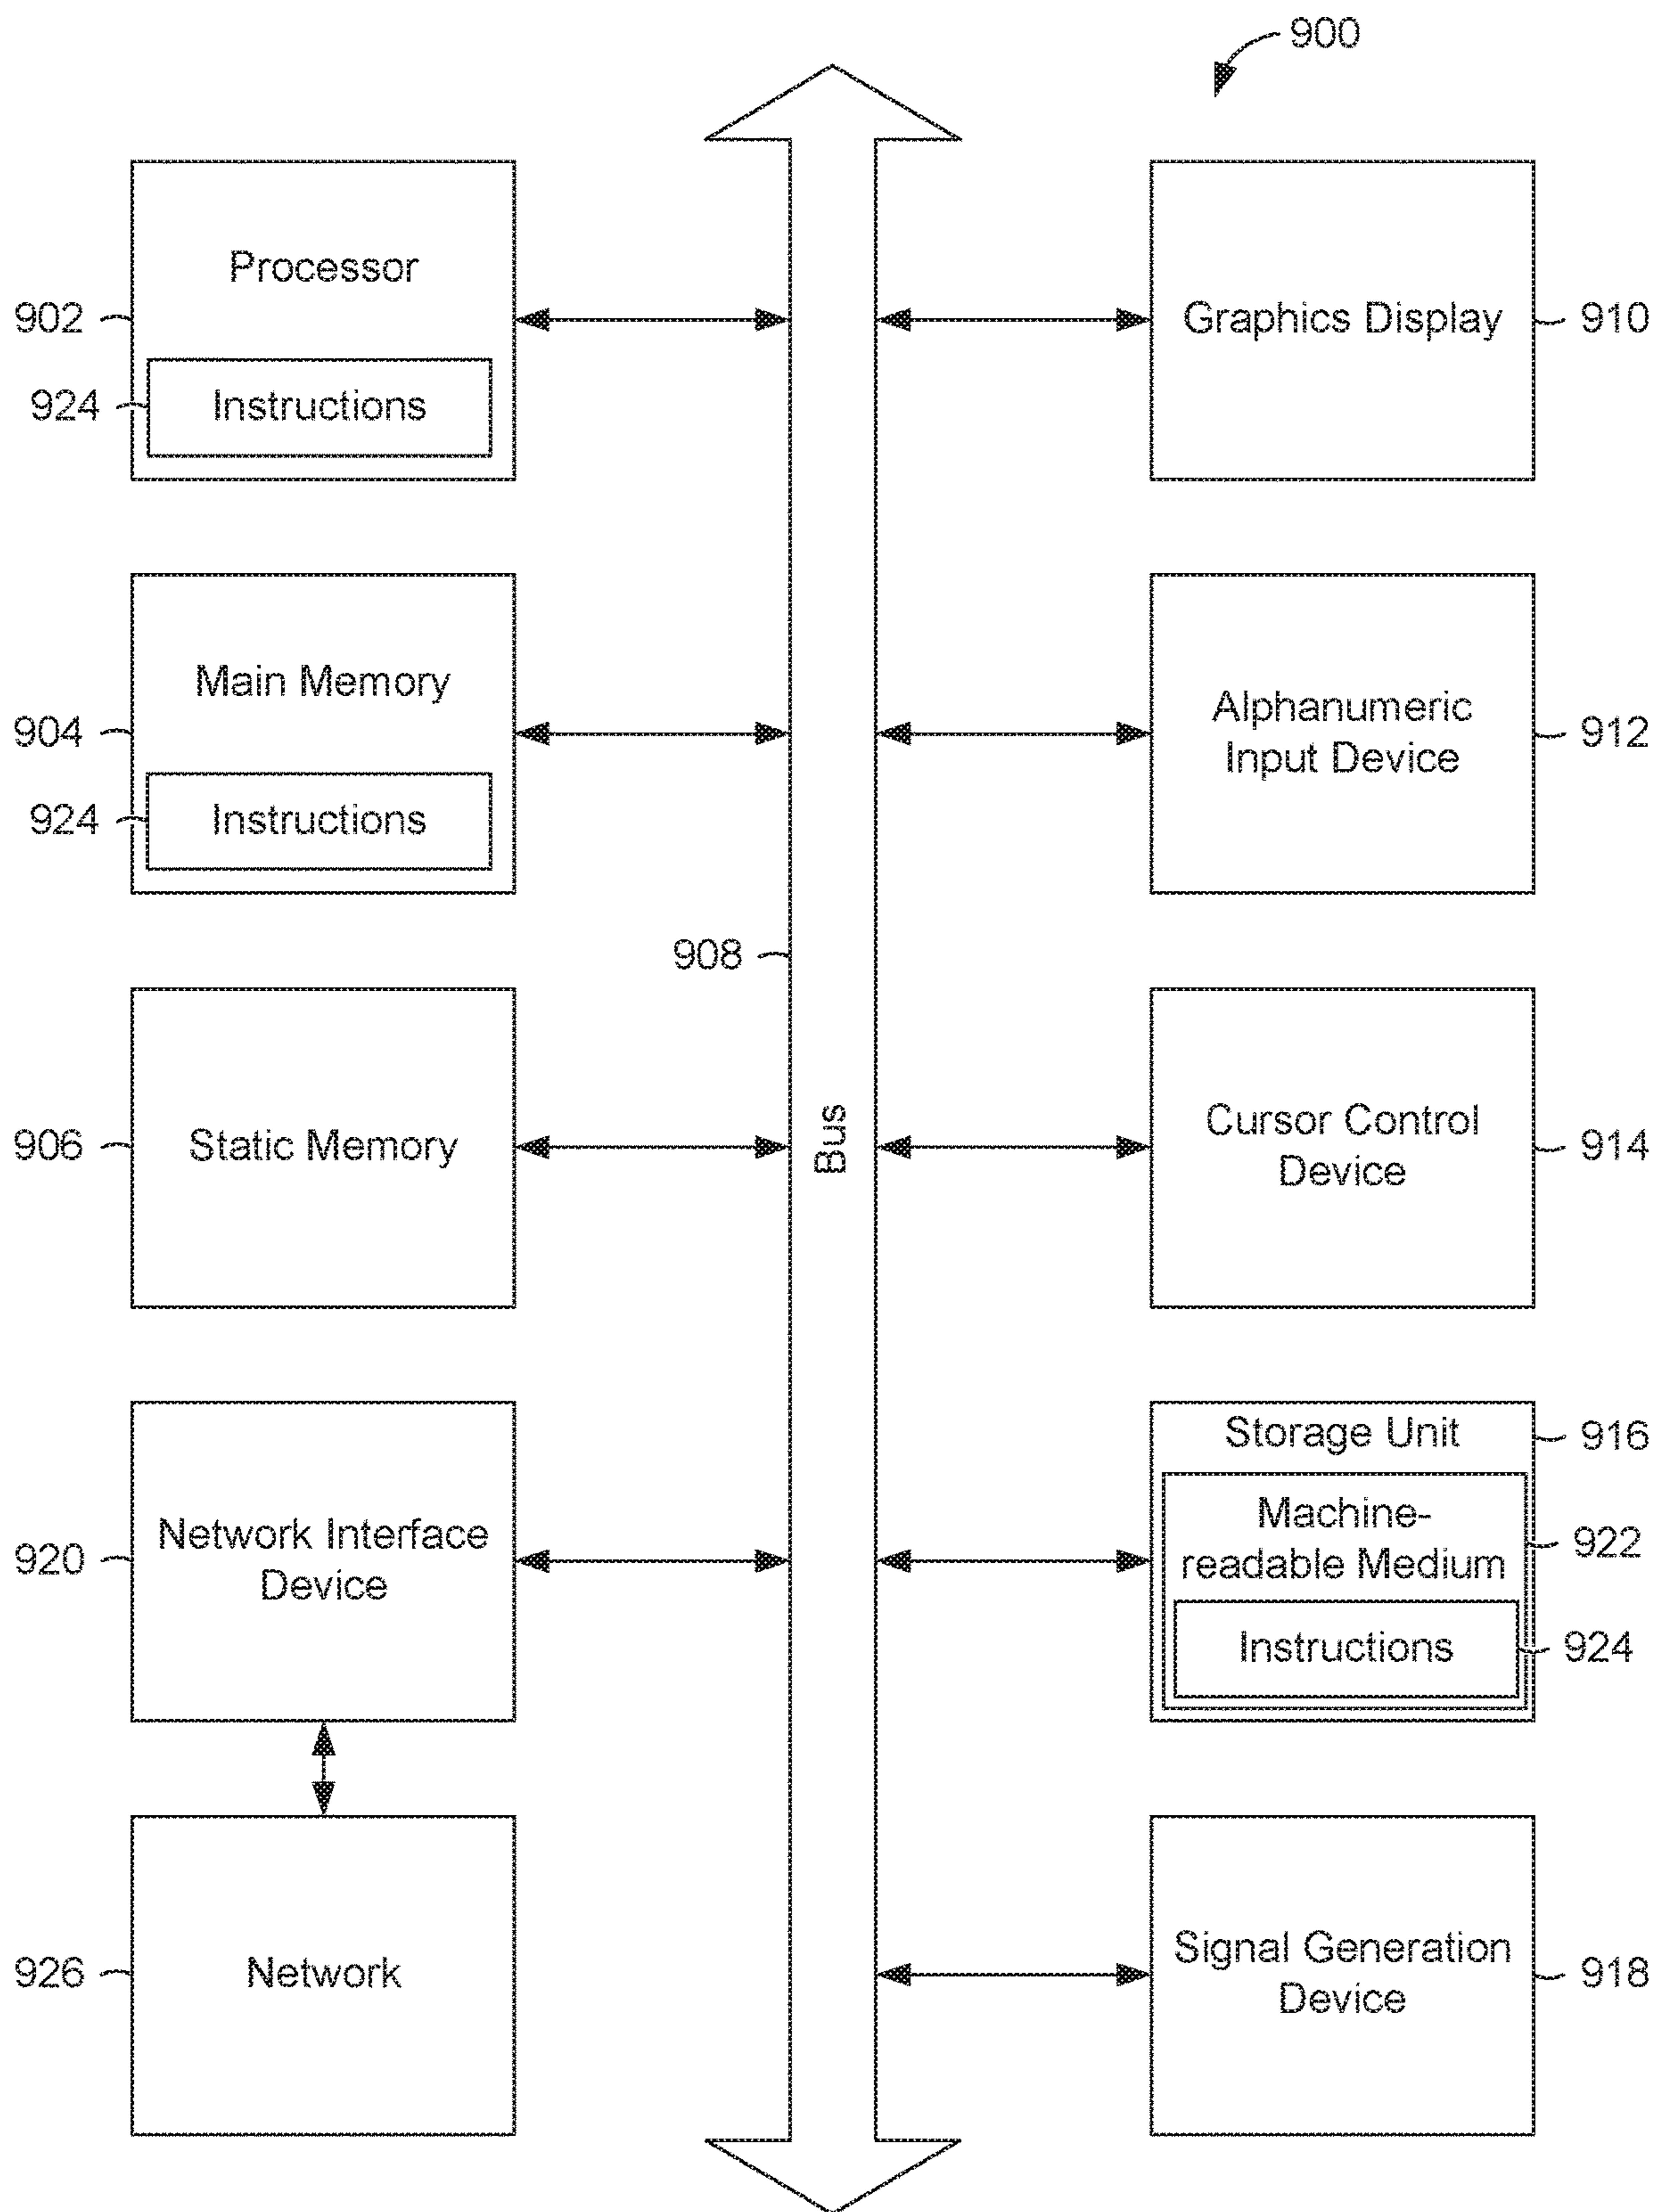 900
Processor
902
924
Instructions
Graphics Display
910
Main Memory
904
924
Instructions
Alphanumeric
Input Device
912
908
Bus
906
Static Memory
Cursor Control
Device
914
920
Network Interface
Device
Storage Unit
916
Machine-
readable Medium
922
Instructions
924
926
Network
Signal Generation
Device
918